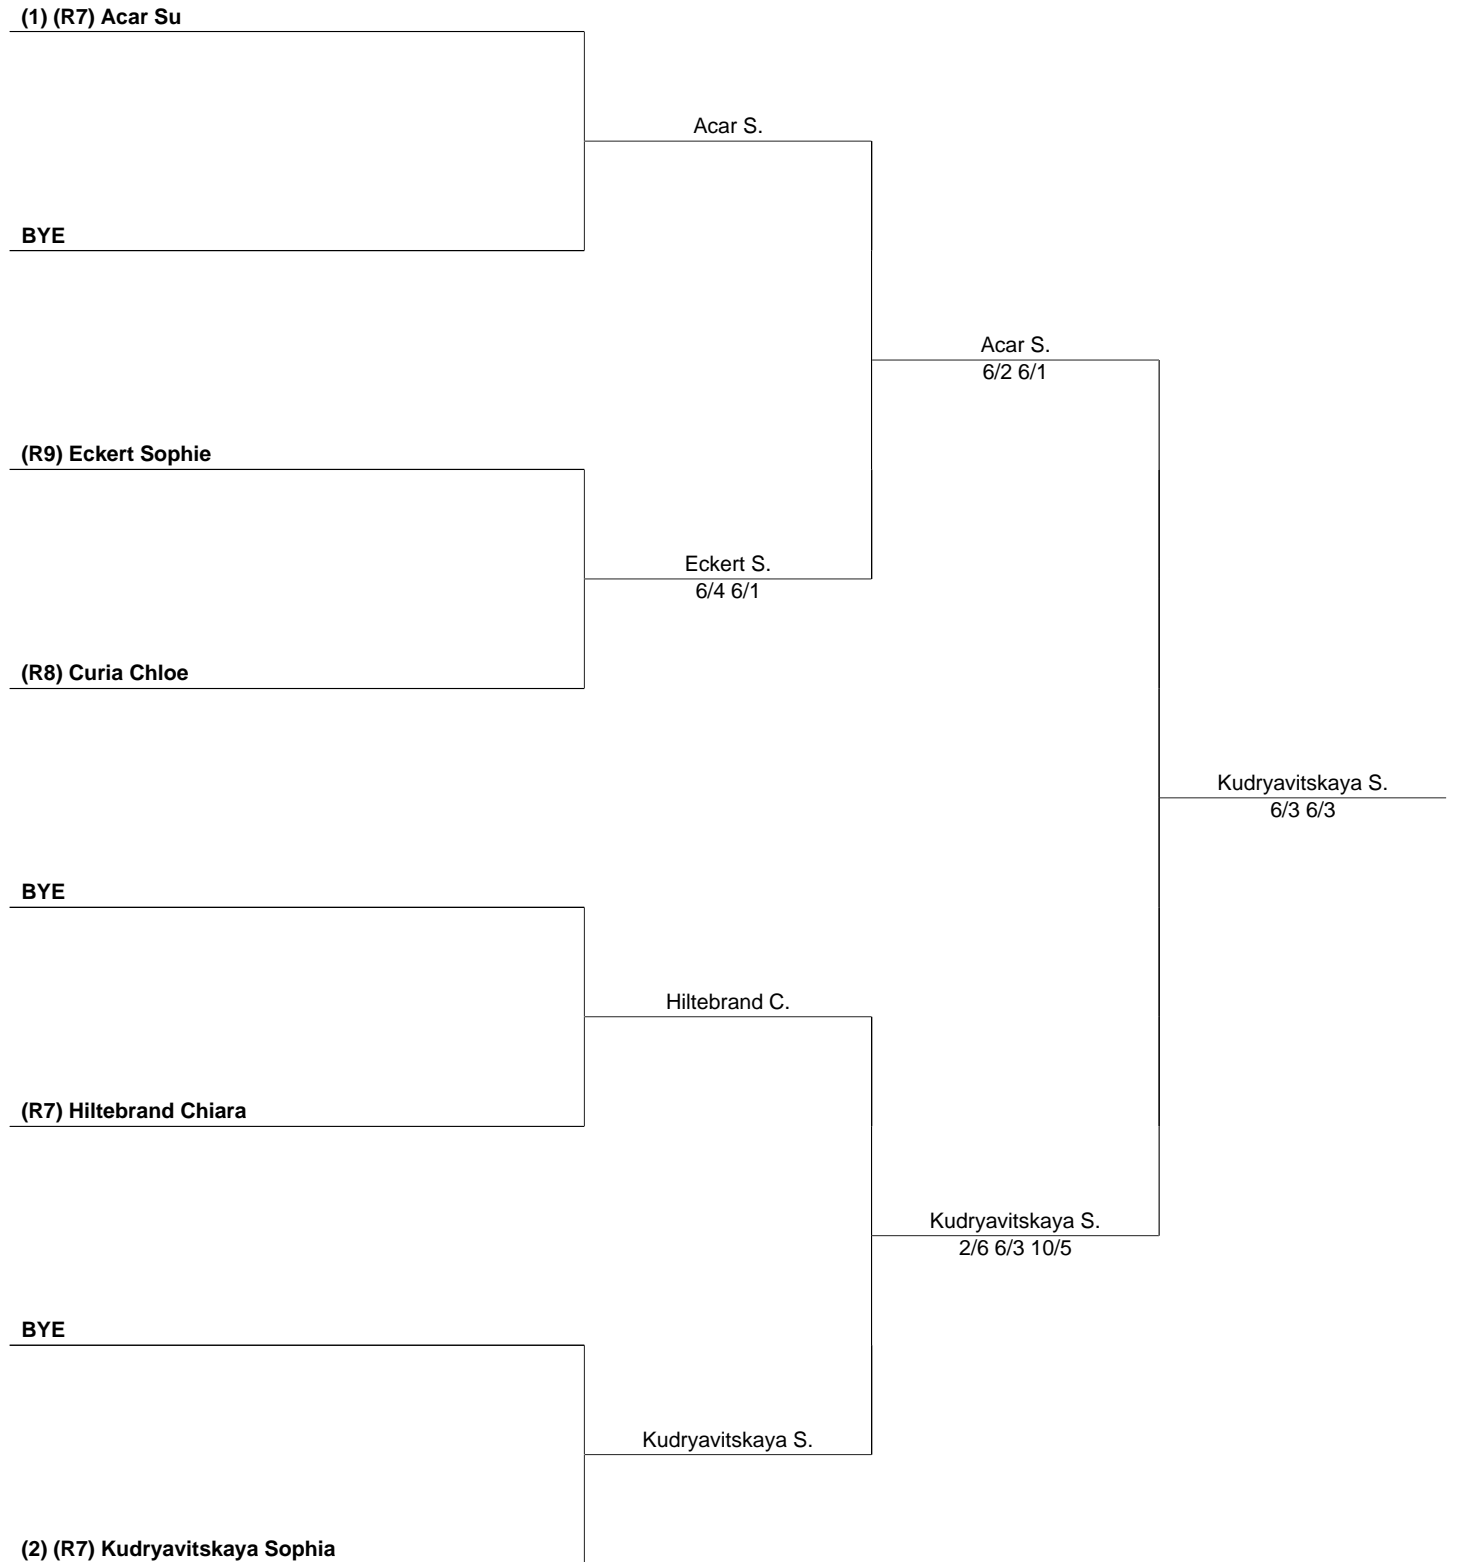 (1) (R7) Acar Su
Acar S.
BYE
Acar S.
6/2 6/1
(R9) Eckert Sophie
Eckert S.
6/4 6/1
(R8) Curia Chloe
Kudryavitskaya S.
6/3 6/3
BYE
Hiltebrand C.
(R7) Hiltebrand Chiara
Kudryavitskaya S.
2/6 6/3 10/5
BYE
Kudryavitskaya S.
(2) (R7) Kudryavitskaya Sophia